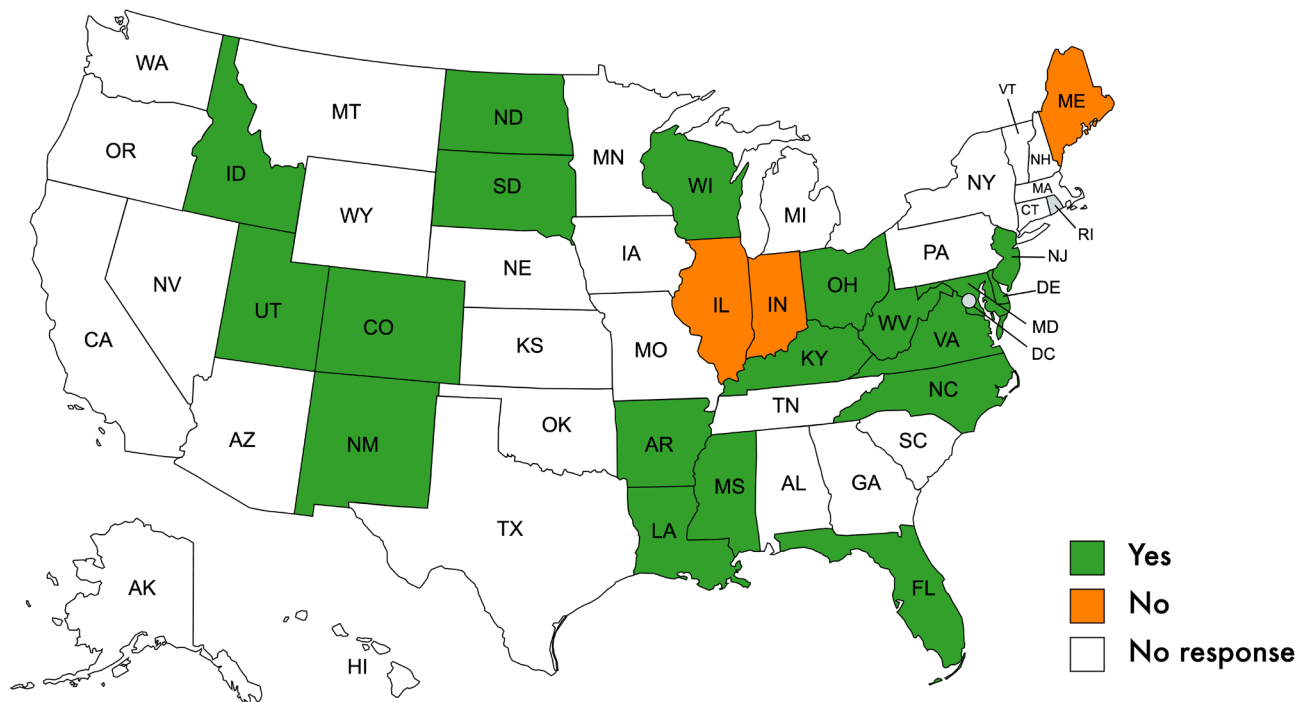 WA
MT
ND
MN
VT
ME
OR
ID
SD
WI
NH
NY
MA
WY
MI
CT
RI
IA
PA
NJ
NE
NV
OH
DE
UT
IL
IN
CO
WV
MD
CA
KS
MO
VA
DC
KY
NC
TN
OK
AZ
NM
AR
SC
MS
AL
GA
TX
LA
Yes
AK
FL
No
HI
No response